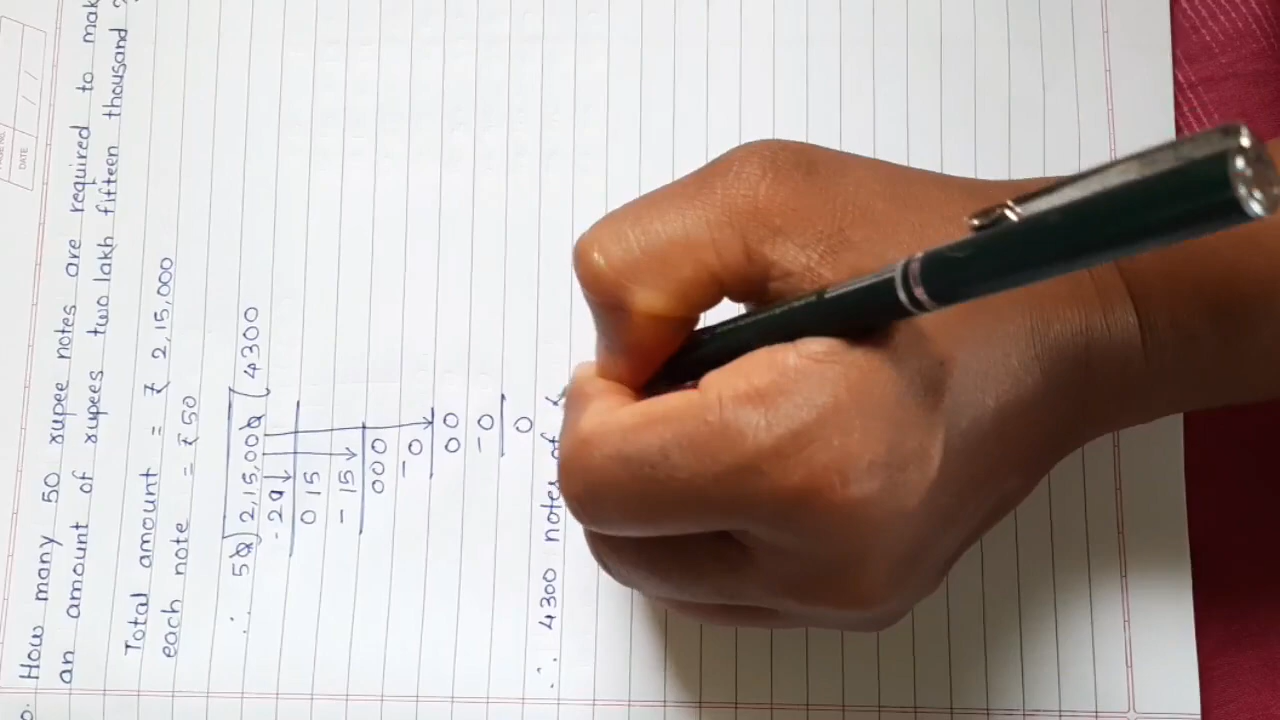 DATE
How many 50 rupee notes are required to
an amount of rupees two lakh fifteen thousand ?
Total amount = ₹ 2,15,000
each note = ₹ 50
∴ 50) 2,15,000 ( 4300
-20
015
- 15
000
-0
00
-0
0
∴ 4300 notes of